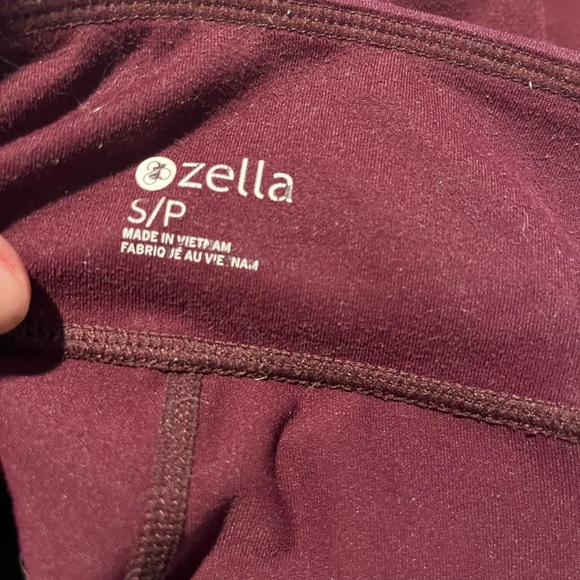 zella
S/P
MADE IN VIETNAM
FABRIQUÉ AU VIETNAM